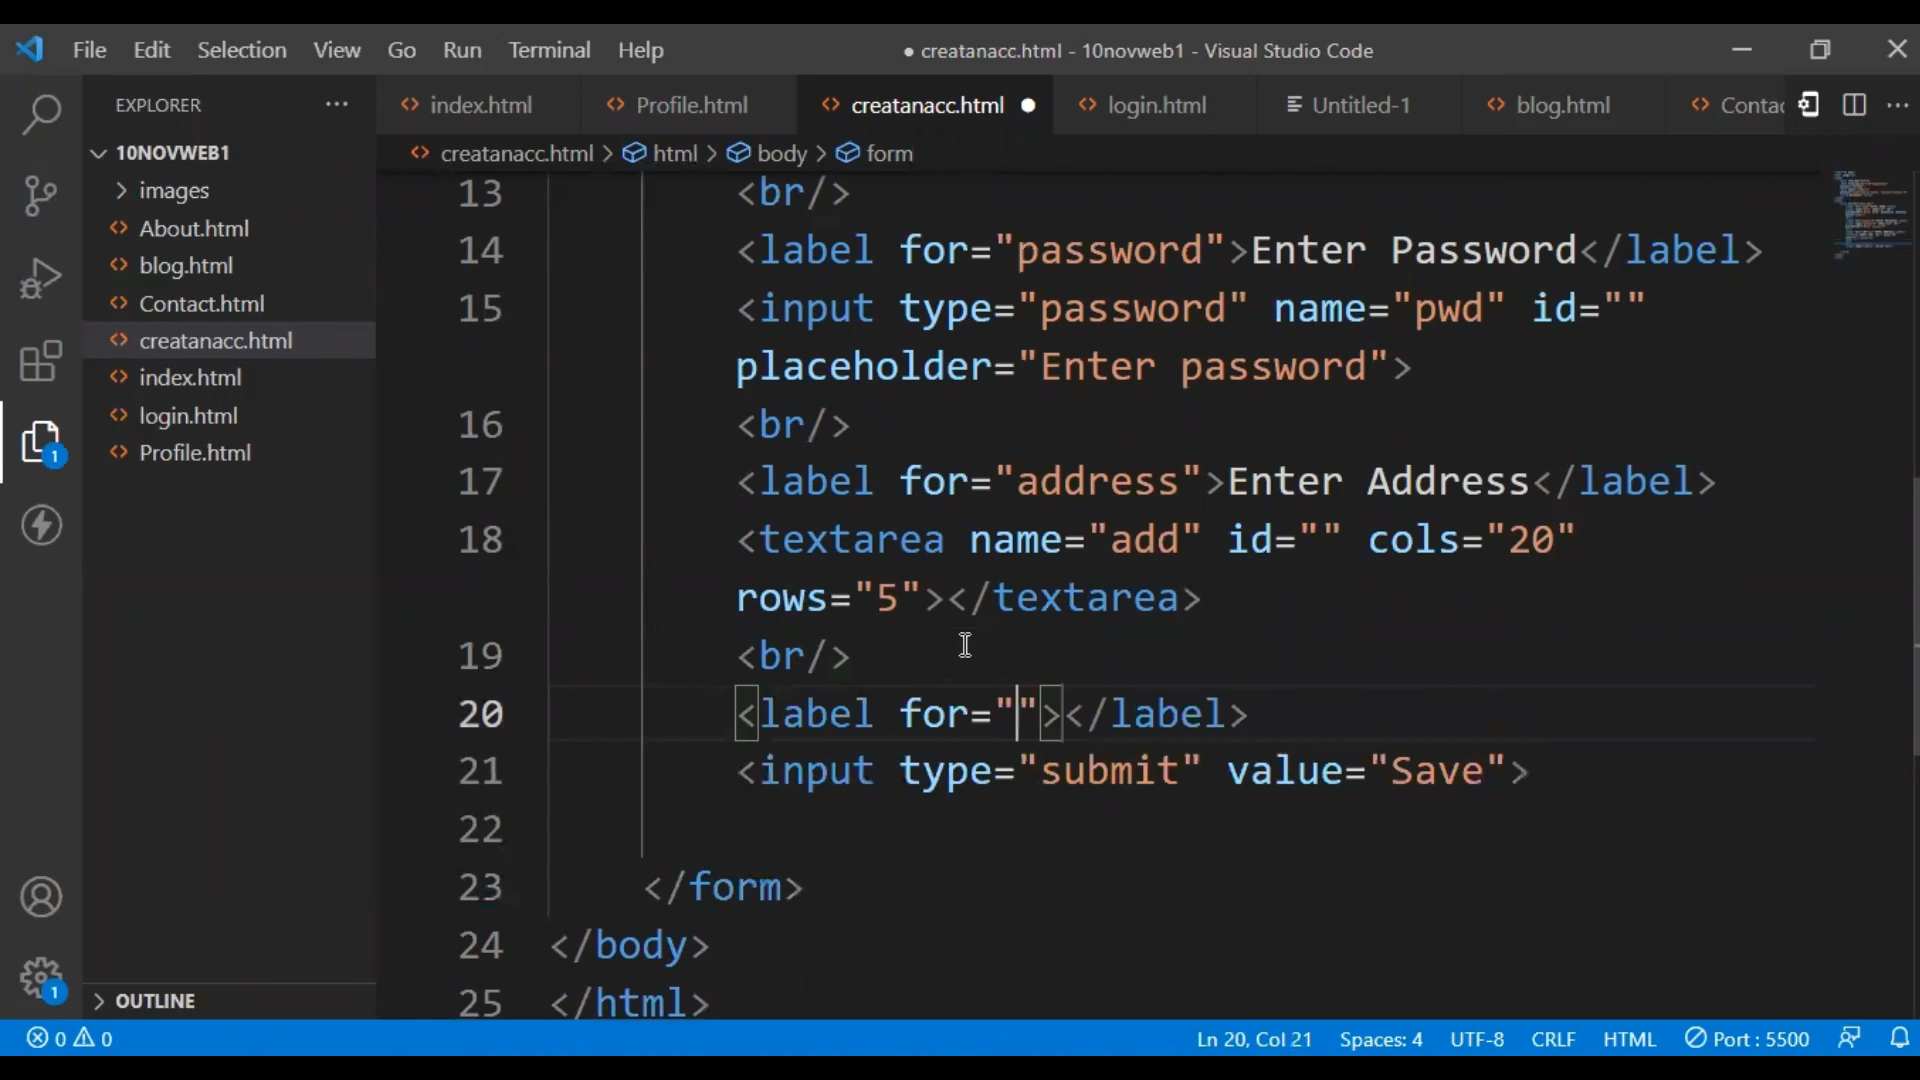 File Edit Selection View Go Run Terminal Help ● creatanacc.html - 10novweb1 - Visual Studio Code
EXPLORER ···
index.html Profile.html creatanacc.html login.html Untitled-1 blog.html Contac ···
creatanacc.html > html > body > form
10NOVWEB1
images
About.html
blog.html
Contact.html
creatanacc.html
index.html
login.html
Profile.html
13 <br/>
14 <label for="password">Enter Password</label>
15 <input type="password" name="pwd" id=""
placeholder="Enter password">
16 <br/>
17 <label for="address">Enter Address</label>
18 <textarea name="add" id="" cols="20"
rows="5"></textarea>
19 <br/>
20 <label for=""></label>
21 <input type="submit" value="Save">
22
23 </form>
24 </body>
25 </html>
1
1
OUTLINE
0 0 Ln 20, Col 21 Spaces: 4 UTF-8 CRLF HTML Port : 5500